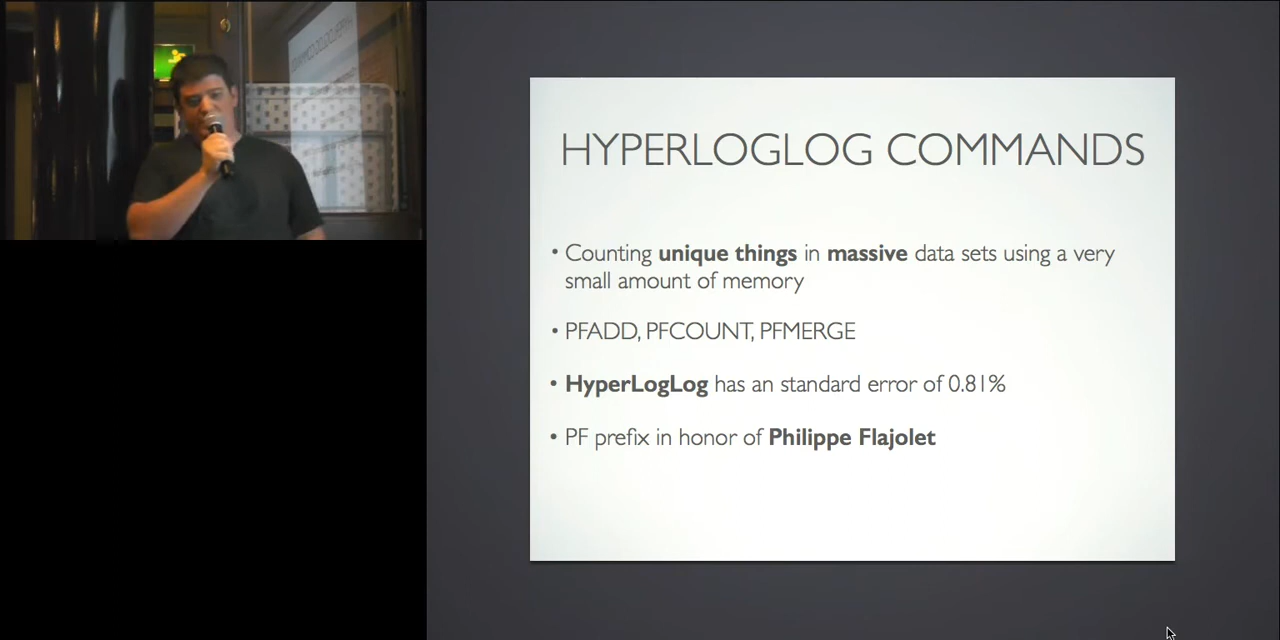 HYPERLOGLOG COMMANDS
• Counting unique things in massive data sets using a very
small amount of memory
• PFADD, PFCOUNT, PFMERGE
• HyperLogLog has an standard error of 0.81%
• PF prefix in honor of Philippe Flajolet